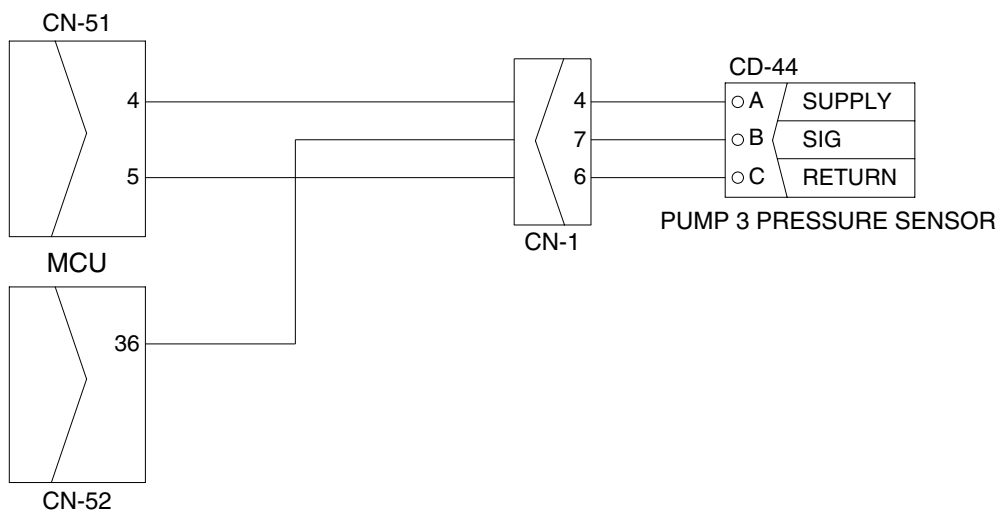 CN-51
4
5
MCU
36
CN-52
4
7
6
CN-1
CD-44
A SUPPLY
B SIG
C RETURN
PUMP 3 PRESSURE SENSOR